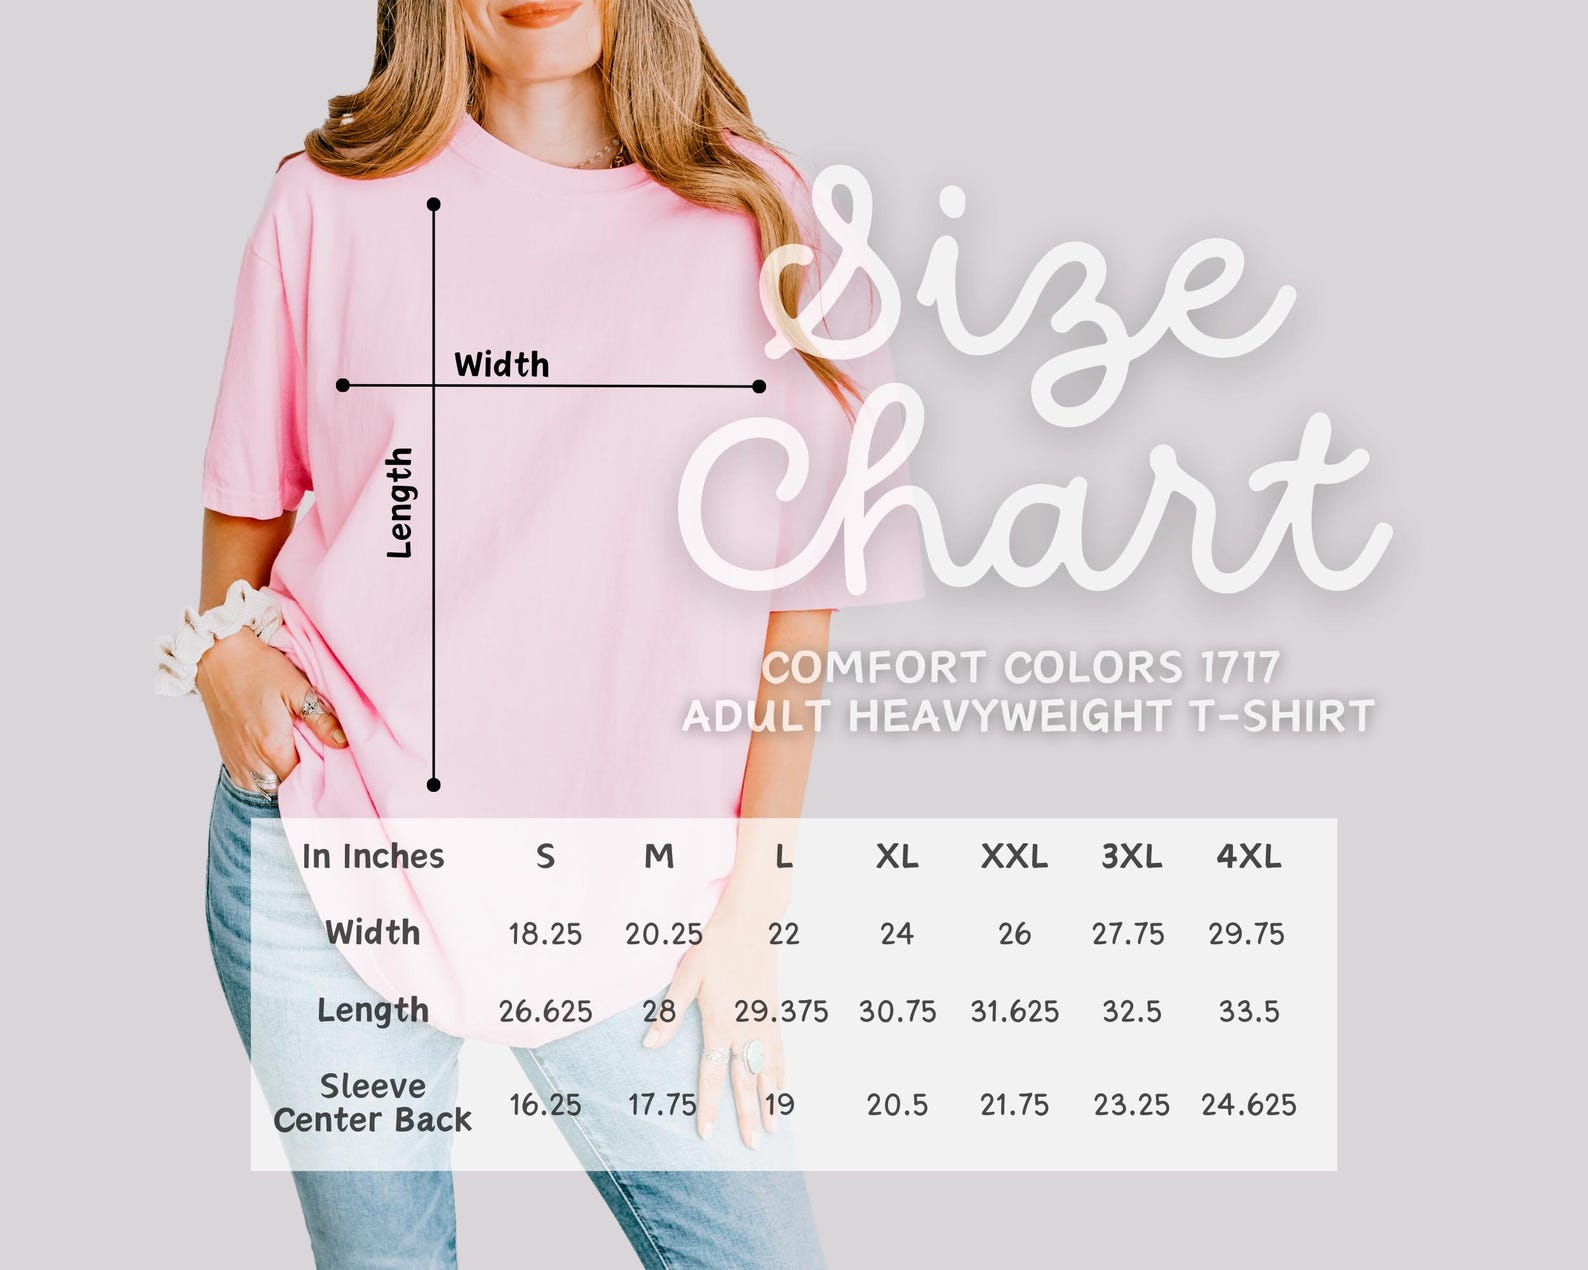 Size
Chart
COMFORT COLORS 1717
ADULT HEAVYWEIGHT T-SHIRT
Width
Length
In Inches S M L XL XXL 3XL 4XL
Width 18.25 20.25 22 24 26 27.75 29.75
Length 26.625 28 29.375 30.75 31.625 32.5 33.5
Sleeve
Center Back 16.25 17.75 19 20.5 21.75 23.25 24.625